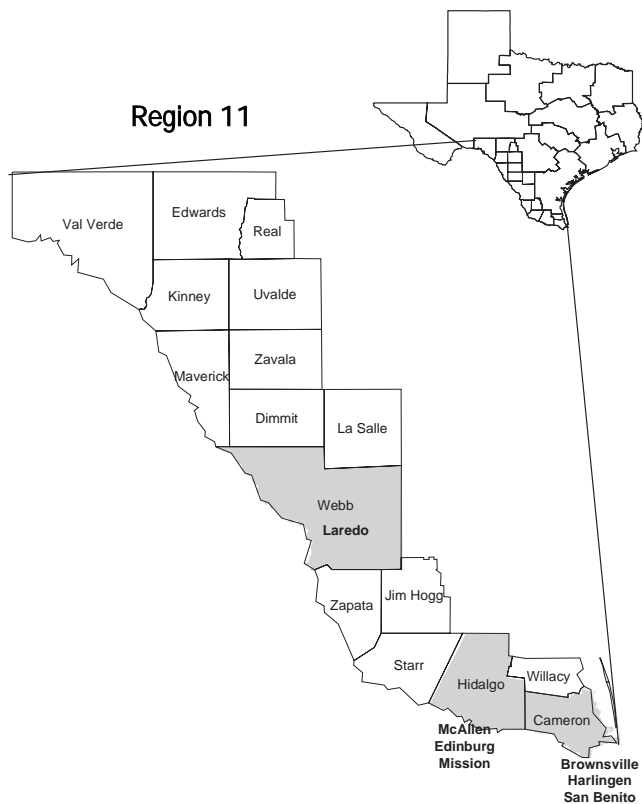 Region 11
Val Verde
Edwards
Real
Kinney
Uvalde
Maverick
Zavala
Dimmit
La Salle
Webb
Laredo
Zapata
Jim Hogg
Starr
Hidalgo
Willacy
Cameron
McAllen
Edinburg
Mission
Brownsville
Harlingen
San Benito